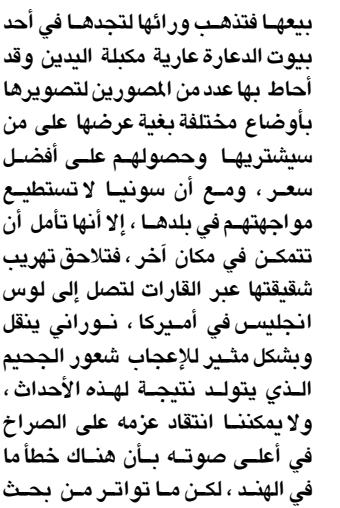 بيعها فتذهب ورائها لتجدها في أحد
بيوت الدعارة عارية مكبلة اليدين وقد
أحاط بها عدد من المصورين لتصويرها
بأوضاع مختلفة بغية عرضها على من
سيشتريها وحصولهم على أفضل
سعر ، ومع أن سونيا لا تستطيع
مواجهتهم في بلدها ، إلا أنها تأمل أن
تتمكن في مكان آخر ، فتلاحق تهريب
شقيقتها عبر القارات لتصل إلى لوس
انجليس في أميركا ، نوراني ينقل
وبشكل مثير للإعجاب شعور الجحيم
الذي يتولد نتيجة لهذه الأحداث ،
ولا يمكننا انتقاد عزمه على الصراخ
في أعلى صوته بأن هناك خطأ ما
في الهند ، لكن ما تواتر من بحث